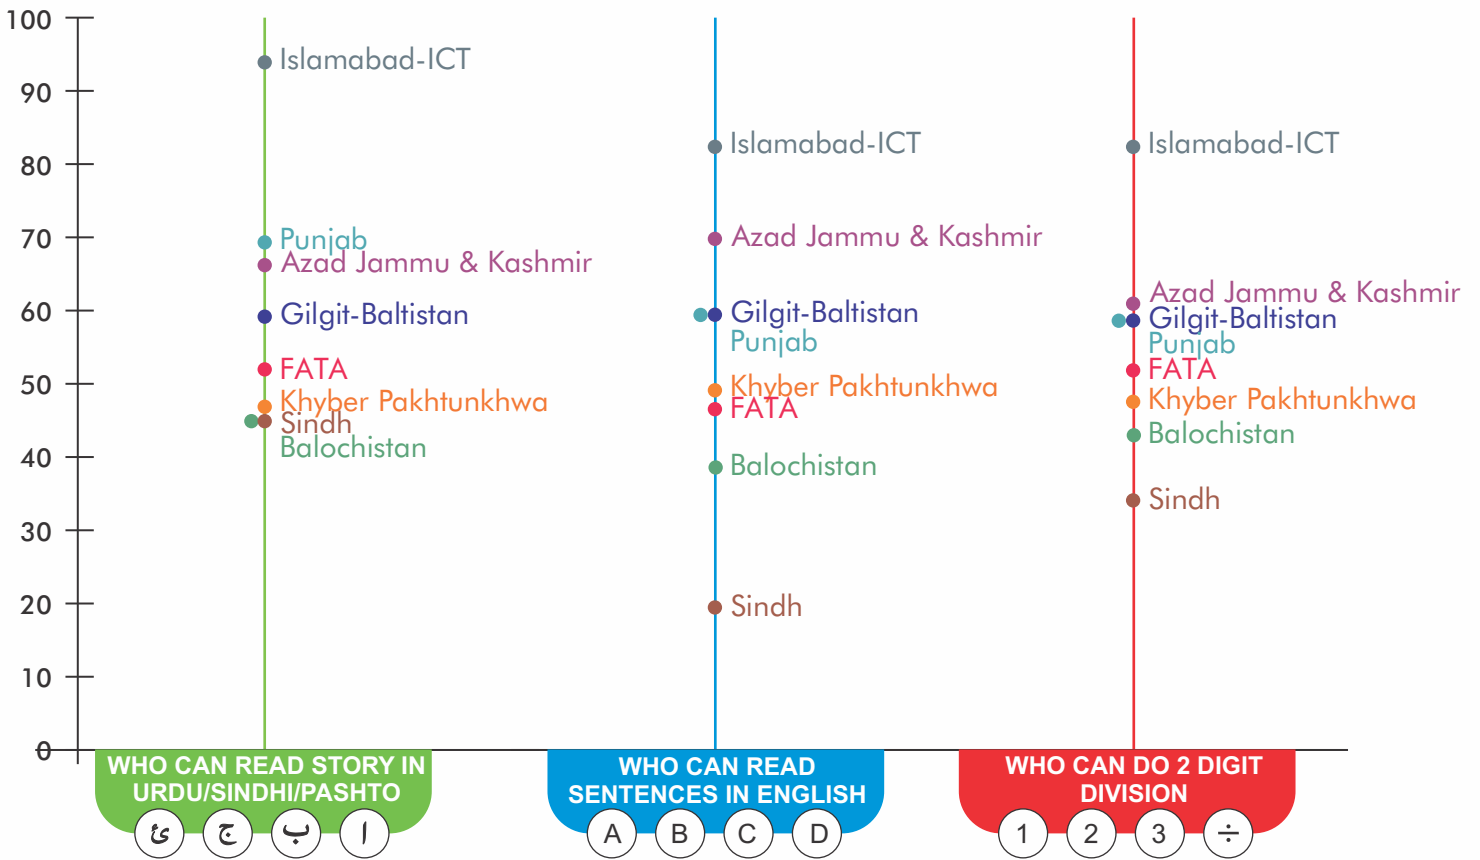 100
90
80
70
60
50
40
30
20
10
0
Islamabad-ICT
Punjab
Azad Jammu & Kashmir
Gilgit-Baltistan
FATA
Khyber Pakhtunkhwa
Sindh
Balochistan
Islamabad-ICT
Azad Jammu & Kashmir
Gilgit-Baltistan
Punjab
Khyber Pakhtunkhwa
FATA
Balochistan
Sindh
Islamabad-ICT
Azad Jammu & Kashmir
Gilgit-Baltistan
Punjab
FATA
Khyber Pakhtunkhwa
Balochistan
Sindh
WHO CAN READ STORY IN
URDU/SINDHI/PASHTO
ا ب ج ئ
WHO CAN READ
SENTENCES IN ENGLISH
A B C D
WHO CAN DO 2 DIGIT
DIVISION
1 2 3 ÷